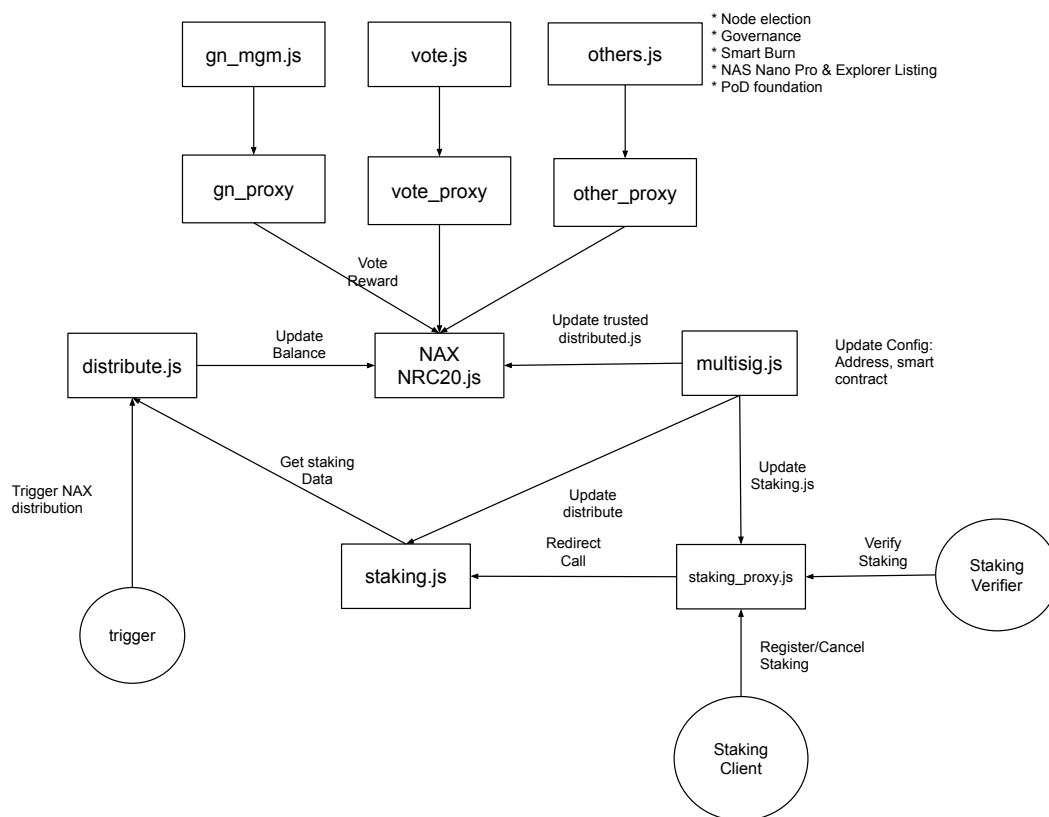 * Node election
* Governance
* Smart Burn
* NAS Nano Pro & Explorer Listing
* PoD foundation
gn_mgm.js
vote.js
others.js
gn_proxy
vote_proxy
other_proxy
Vote
Reward
Update
Balance
Update trusted
distributed.js
distribute.js
NAX
NRC20.js
multisig.js
Update Config:
Address, smart
contract
Get staking
Data
Trigger NAX
distribution
Update
distribute
Update
Staking.js
Redirect
Call
Verify
Staking
staking.js
staking_proxy.js
Staking
Verifier
trigger
Register/Cancel
Staking
Staking
Client